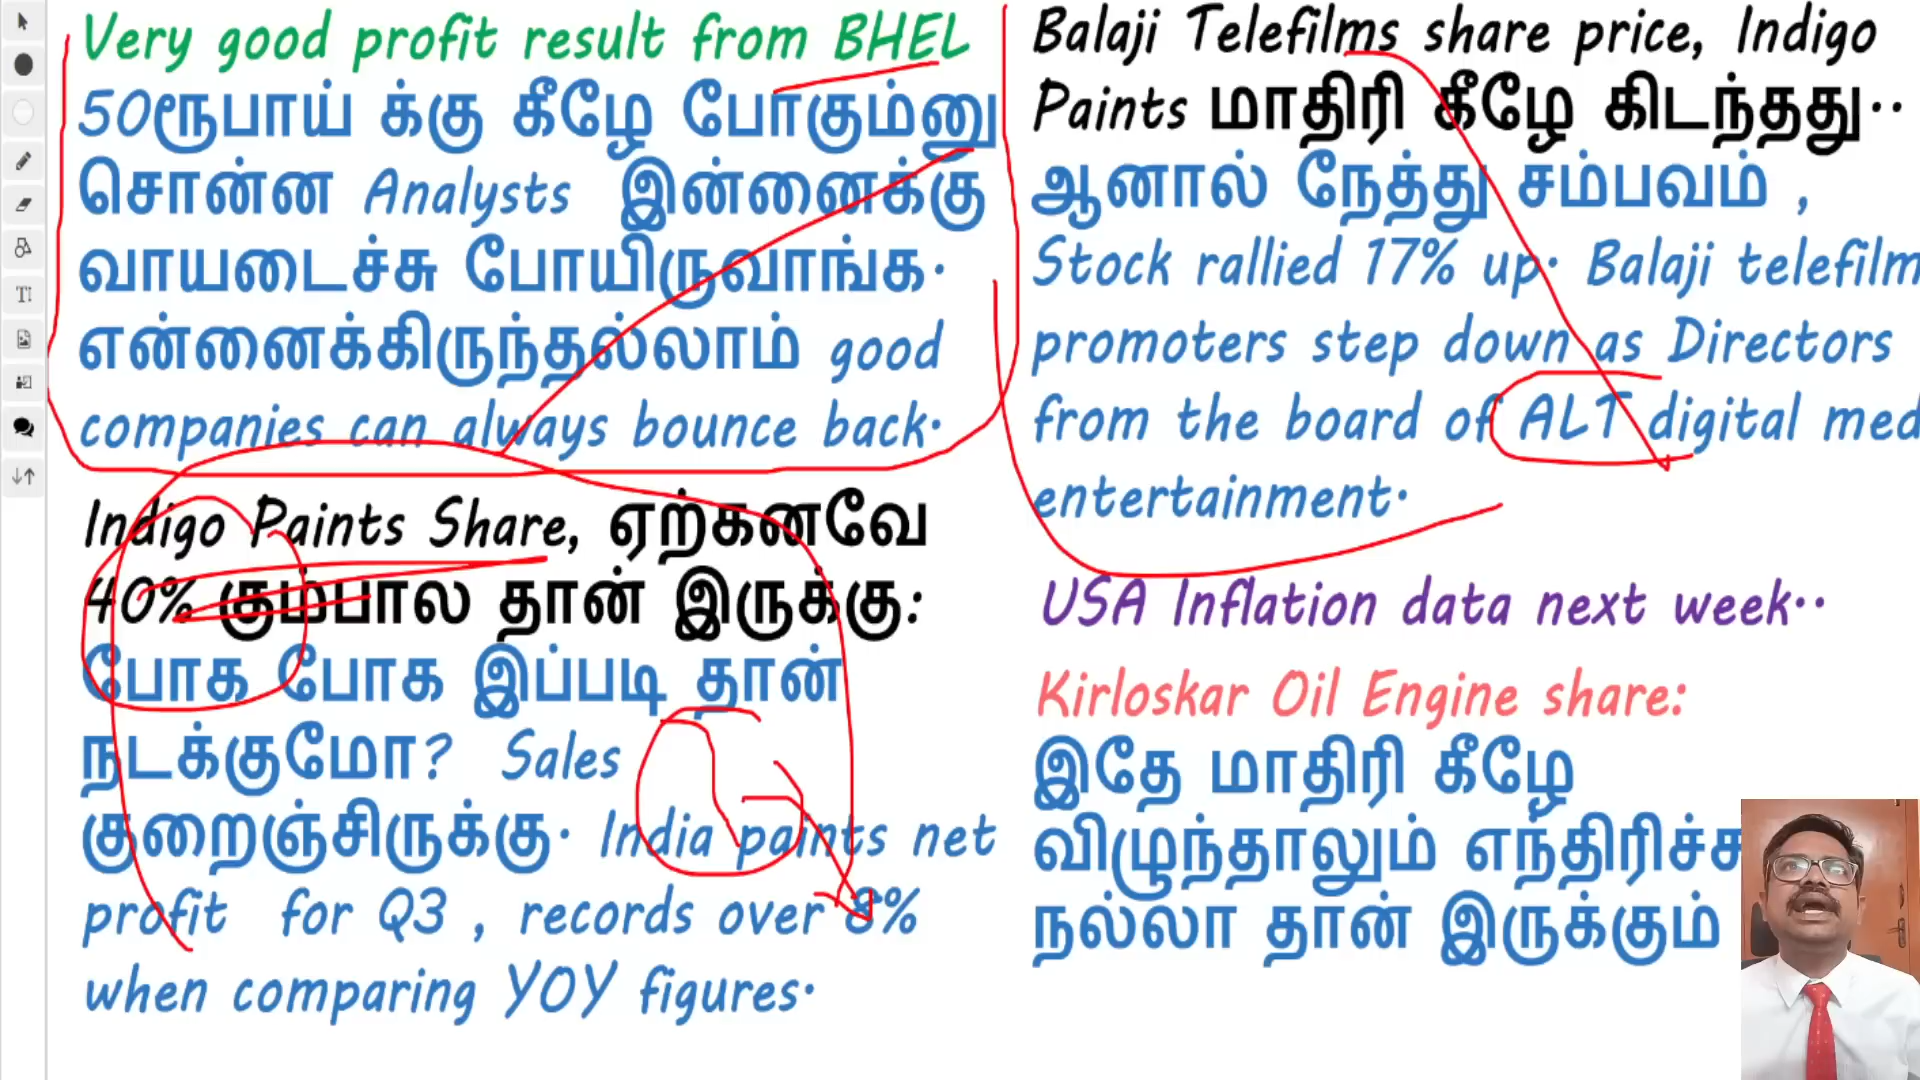 Very good profit result from BHEL
50ரூபாய் க்கு கீழே போகும்னு
சொன்ன Analysts இன்னைக்கு
வாயடைச்சு போயிருவாங்க.
என்னைக்கிருந்தல்லாம் good
companies can always bounce back.
Indigo Paints Share, ஏற்கனவே
40% கும்பால தான் இருக்கு:
போக போக இப்படி தான்
நடக்குமோ? Sales
குறைஞ்சிருக்கு. India paints net
profit for Q3 , records over 8%
when comparing YOY figures.
Balaji Telefilms share price, Indigo
Paints மாதிரி கீழே கிடந்தது..
ஆனால் நேத்து சம்பவம் ,
Stock rallied 17% up. Balaji telefilm
promoters step down as Directors
from the board of ALT digital med
entertainment.
USA Inflation data next week..
Kirloskar Oil Engine share:
இதே மாதிரி கீழே
விழுந்தாலும் எந்திரிச்ச
நல்லா தான் இருக்கும்